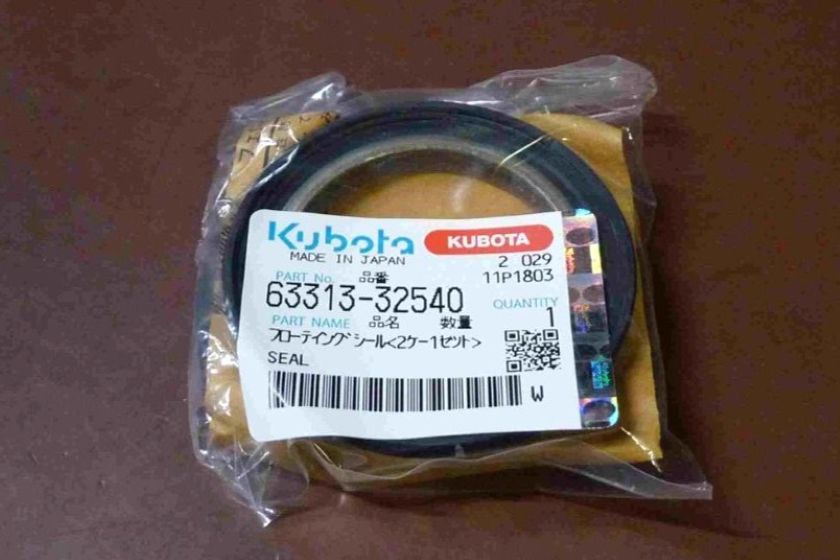 Kubota KUBOTA
MADE IN JAPAN 2 029
PART No. 品番 11P1803
63313-32540 QUANTITY
PART NAME 品名 数量 1
フローティングシール<2ケ-1セット>
SEAL
W